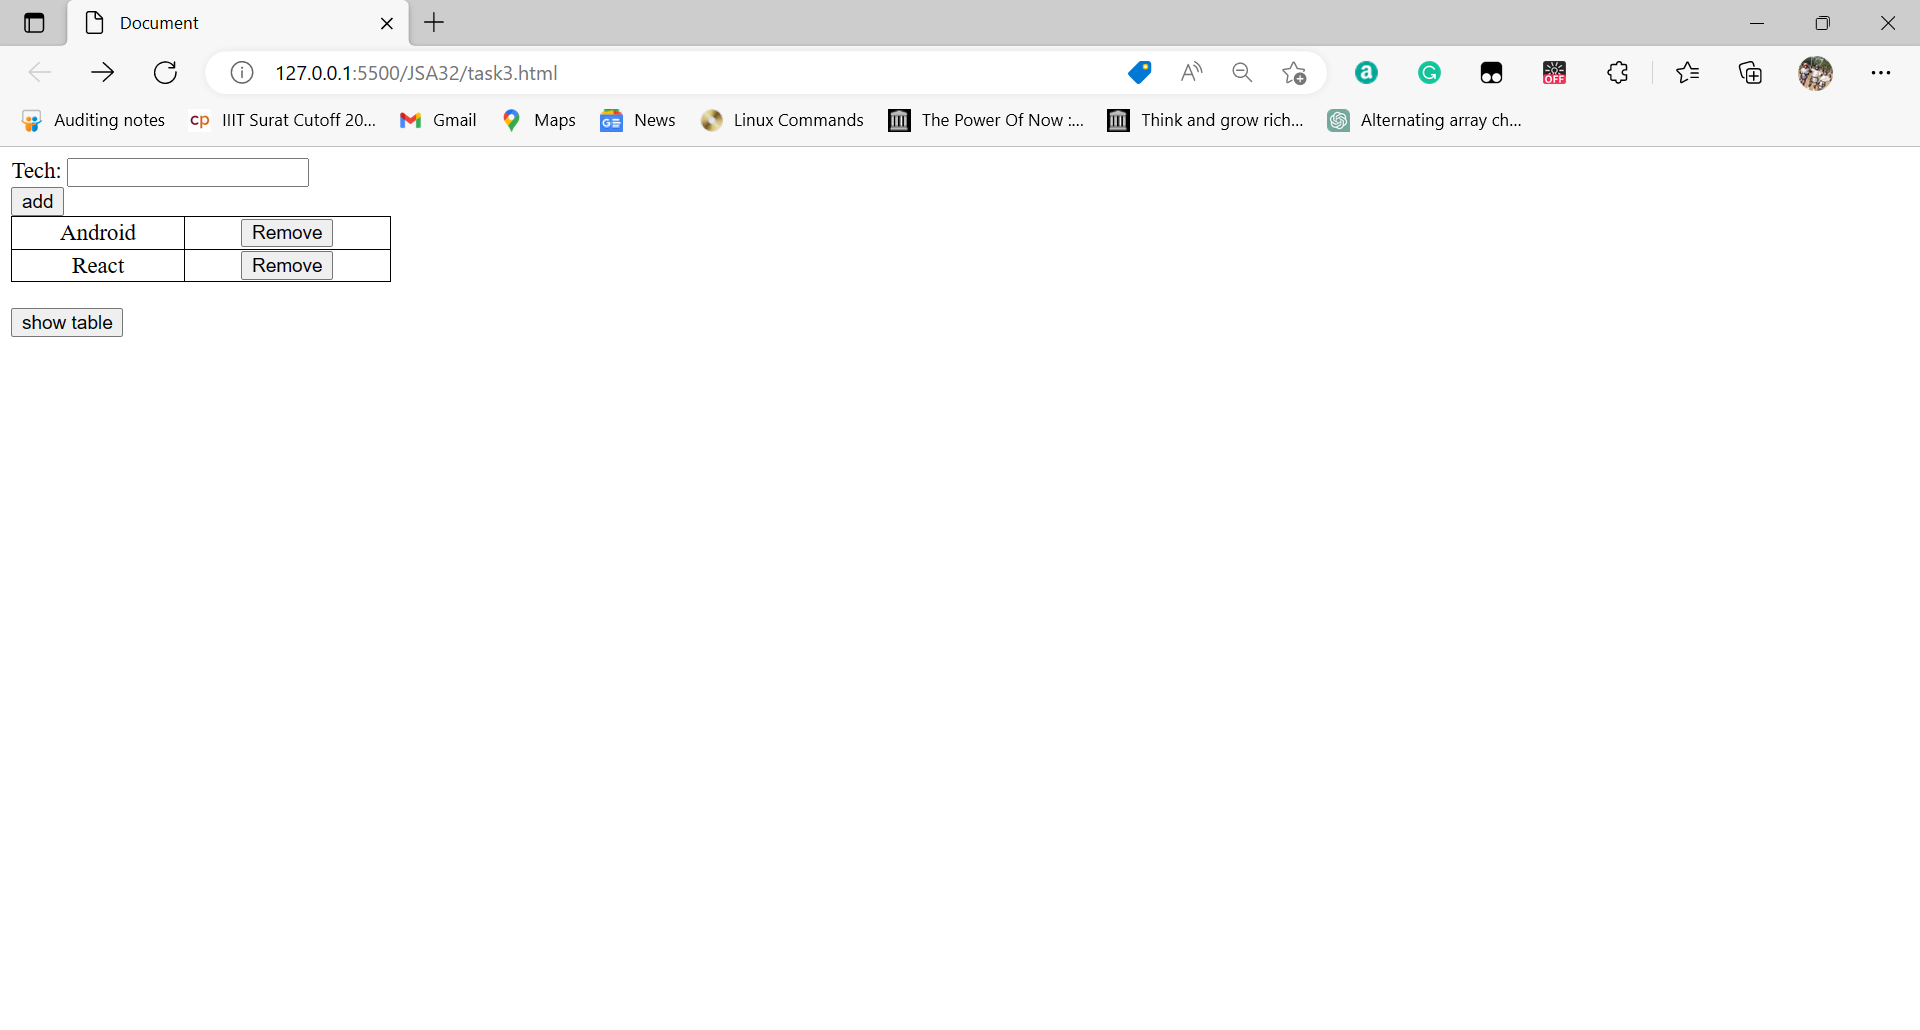 Document
127.0.0.1:5500/JSA32/task3.html
A
a
G
OFF
Auditing notes cp IIIT Surat Cutoff 20... Gmail Maps GE News Linux Commands The Power Of Now :... Think and grow rich... Alternating array ch...
Tech:
add
Android Remove
React Remove
show table